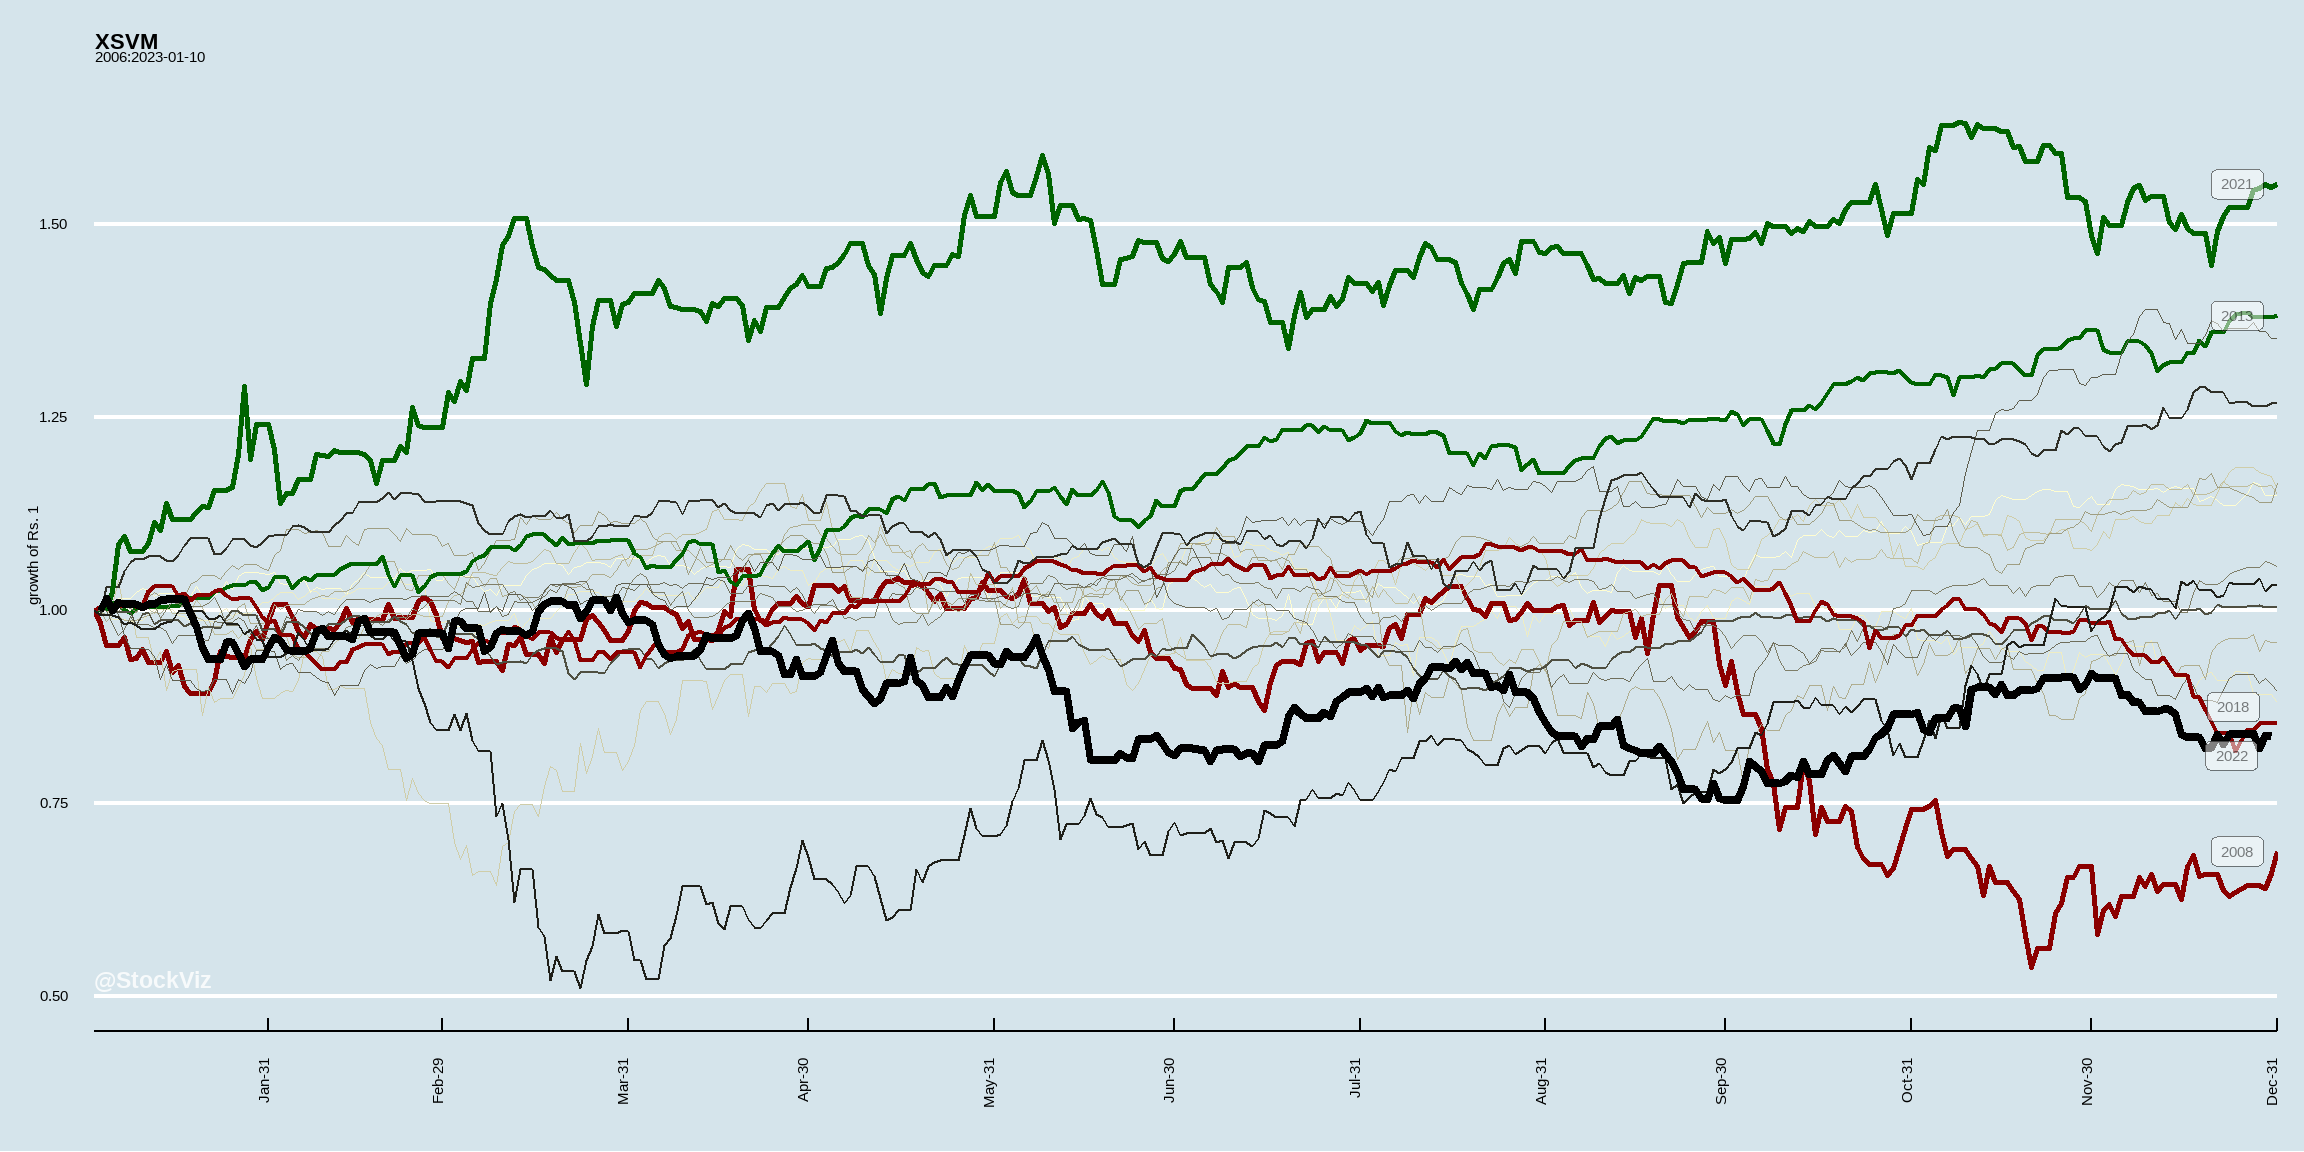 XSVM
2006:2023-01-10
growth of Rs. 1
1.50
1.25
1.00
0.75
0.50
2021
2013
2018
2022
2008
@StockViz
Jan-31
Feb-29
Mar-31
Apr-30
May-31
Jun-30
Jul-31
Aug-31
Sep-30
Oct-31
Nov-30
Dec-31